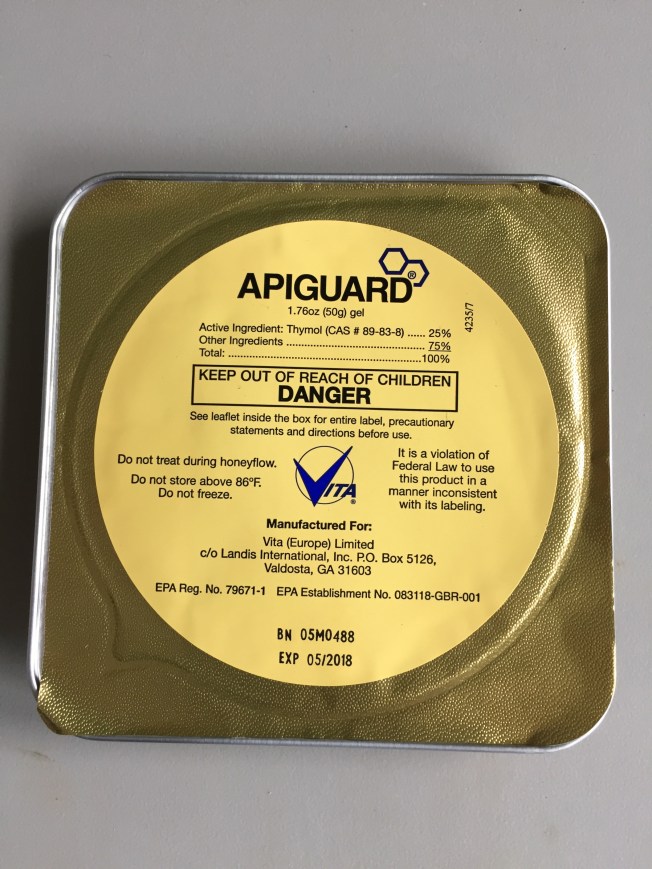 APIGUARD®
1.76oz (50g) gel
4235/7
Active Ingredient: Thymol (CAS # 89-83-8) ...... 25%
Other Ingredients .............................................. 75%
Total: ................................................................100%
KEEP OUT OF REACH OF CHILDREN
DANGER
See leaflet inside the box for entire label, precautionary
statements and directions before use.
Do not treat during honeyflow.
Do not store above 86ºF.
Do not freeze.
VITA®
It is a violation of
Federal Law to use
this product in a
manner inconsistent
with its labeling.
Manufactured For:
Vita (Europe) Limited
c/o Landis International, Inc. P.O. Box 5126,
Valdosta, GA 31603
EPA Reg. No. 79671-1 EPA Establishment No. 083118-GBR-001
BN 05M0488
EXP 05/2018